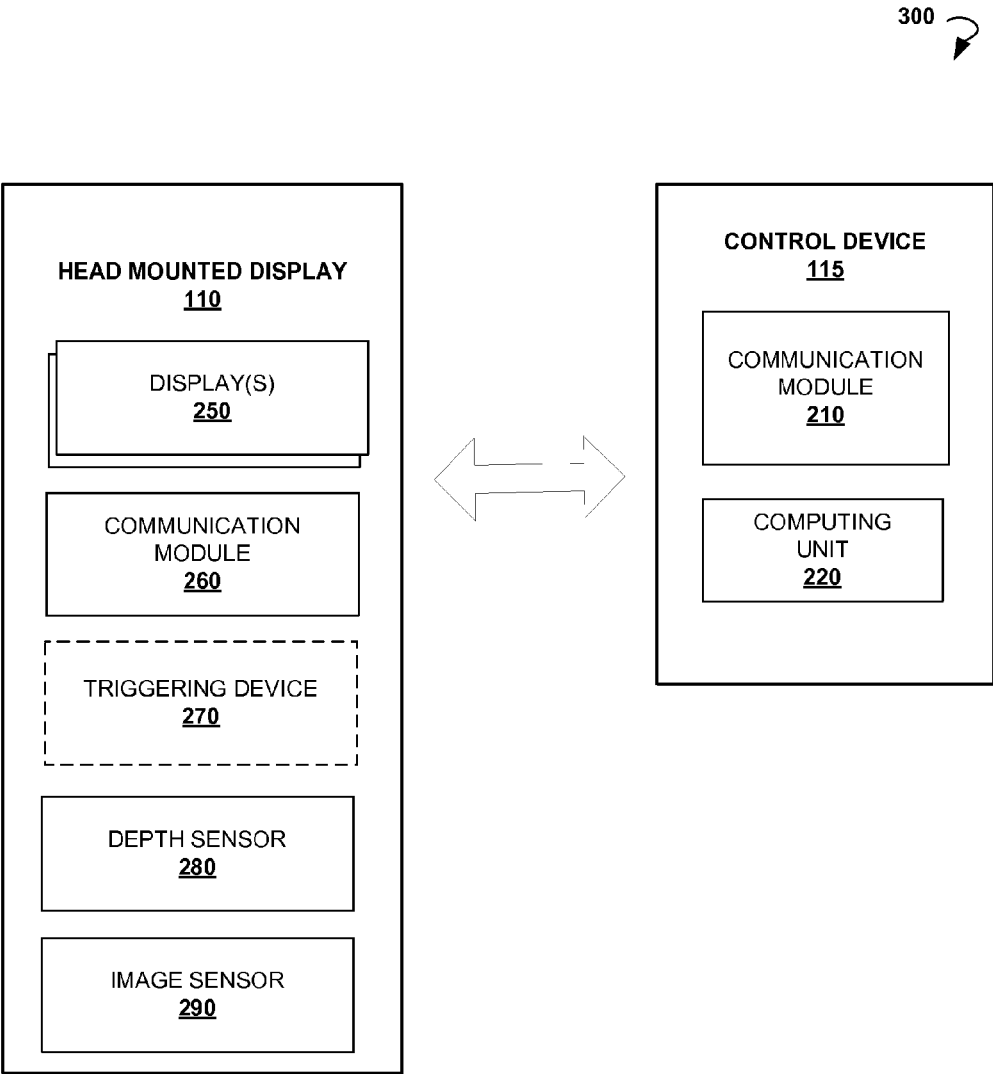 300
HEAD MOUNTED DISPLAY
110
DISPLAY(S)
250
COMMUNICATION
MODULE
260
TRIGGERING DEVICE
270
DEPTH SENSOR
280
IMAGE SENSOR
290
CONTROL DEVICE
115
COMMUNICATION
MODULE
210
COMPUTING
UNIT
220